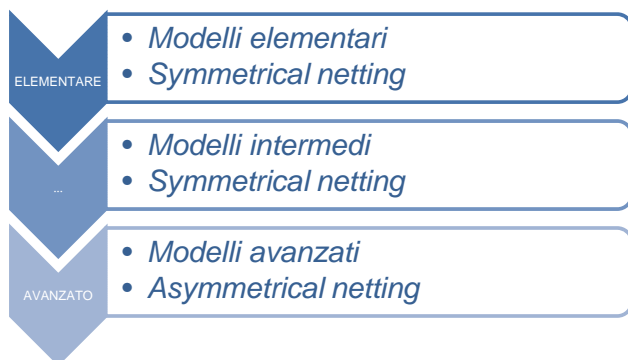 ELEMENTARE
• Modelli elementari
• Symmetrical netting
...
• Modelli intermedi
• Symmetrical netting
AVANZATO
• Modelli avanzati
• Asymmetrical netting